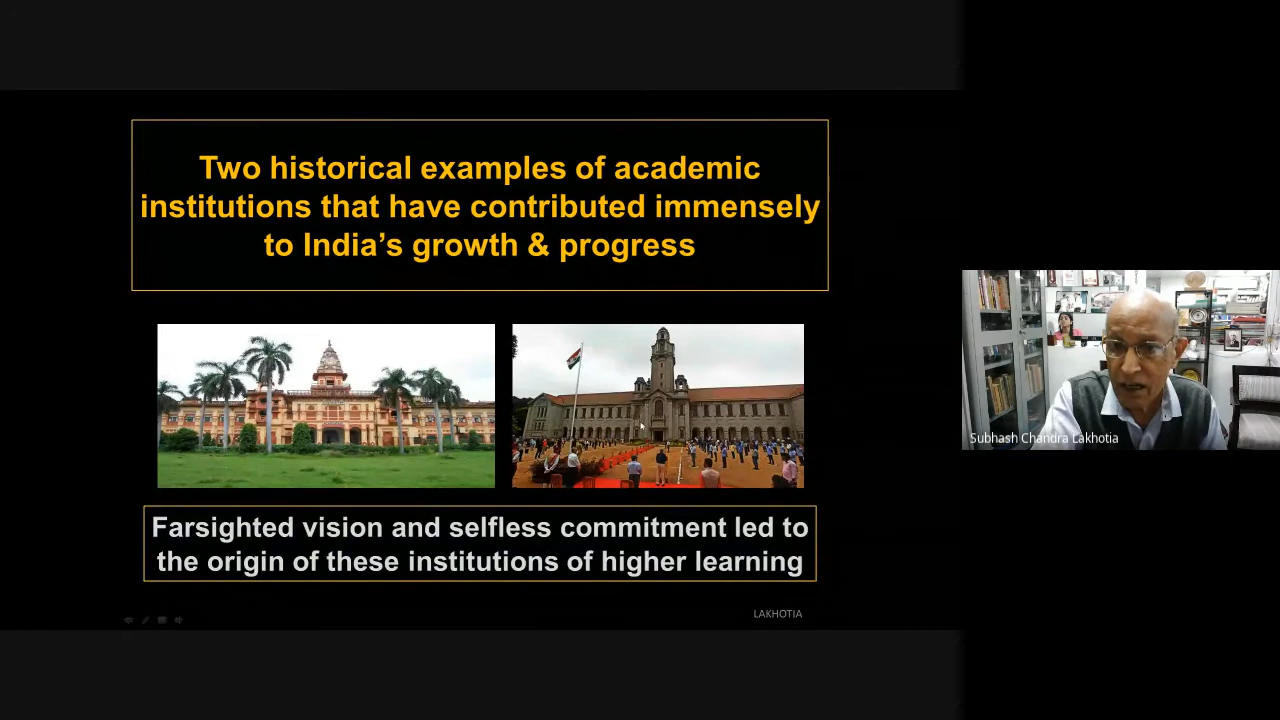 Two historical examples of academic
institutions that have contributed immensely
to India’s growth & progress
Farsighted vision and selfless commitment led to
the origin of these institutions of higher learning
LAKHOTIA
Subhash Chandra Lakhotia